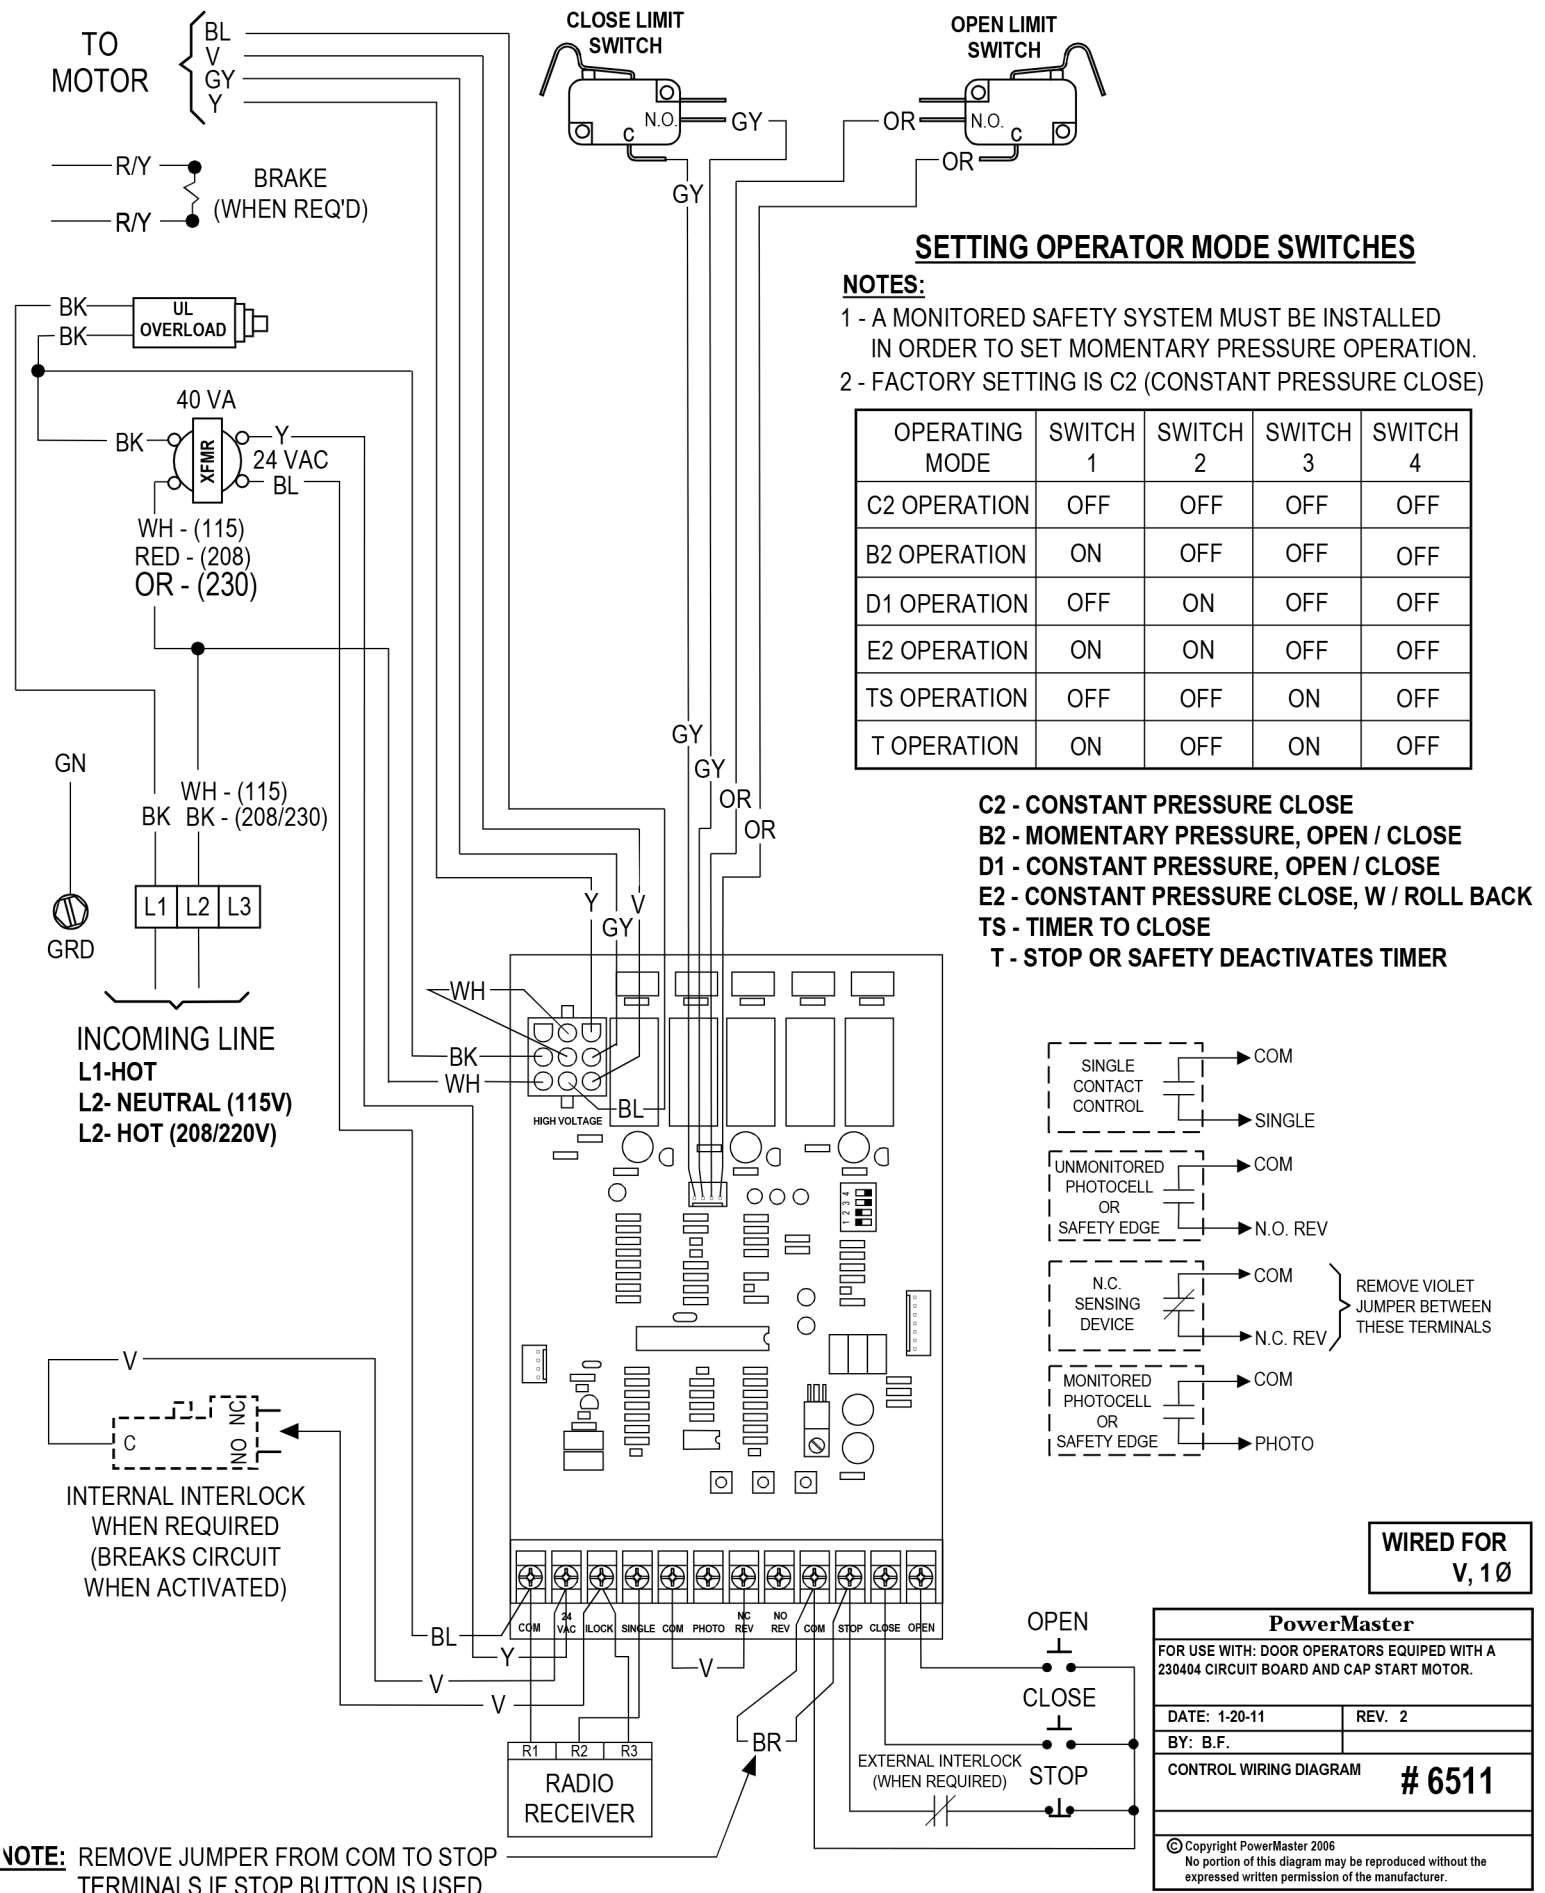 TO
MOTOR
BL
V
GY
Y
CLOSE LIMIT
SWITCH
N.O.
C
GY
GY
OPEN LIMIT
SWITCH
N.O.
C
OR
OR
R/Y
R/Y
BRAKE
(WHEN REQ'D)
SETTING OPERATOR MODE SWITCHES
NOTES:
1 - A MONITORED SAFETY SYSTEM MUST BE INSTALLED
IN ORDER TO SET MOMENTARY PRESSURE OPERATION.
2 - FACTORY SETTING IS C2 (CONSTANT PRESSURE CLOSE)
BK
BK
UL
OVERLOAD
40 VA
BK
XFMR
Y
24 VAC
BL
WH - (115)
RED - (208)
OR - (230)
OPERATING MODE SWITCH 1 SWITCH 2 SWITCH 3 SWITCH 4
C2 OPERATION OFF OFF OFF OFF
B2 OPERATION ON OFF OFF OFF
D1 OPERATION OFF ON OFF OFF
E2 OPERATION ON ON OFF OFF
TS OPERATION OFF OFF ON OFF
T OPERATION ON OFF ON OFF
C2 - CONSTANT PRESSURE CLOSE
B2 - MOMENTARY PRESSURE, OPEN / CLOSE
D1 - CONSTANT PRESSURE, OPEN / CLOSE
E2 - CONSTANT PRESSURE CLOSE, W / ROLL BACK
TS - TIMER TO CLOSE
T - STOP OR SAFETY DEACTIVATES TIMER
GY
GY
OR
OR
GN
GRD
BK
WH - (115)
BK - (208/230)
L1 L2 L3
INCOMING LINE
L1-HOT
L2- NEUTRAL (115V)
L2- HOT (208/220V)
Y
GY
V
WH
BK
WH
BL
HIGH VOLTAGE
1 2 3 4
SINGLE
CONTACT
CONTROL
COM
SINGLE
UNMONITORED
PHOTOCELL
OR
SAFETY EDGE
COM
N.O. REV
N.C.
SENSING
DEVICE
COM
N.C. REV
REMOVE VIOLET
JUMPER BETWEEN
THESE TERMINALS
MONITORED
PHOTOCELL
OR
SAFETY EDGE
COM
PHOTO
V
C
NC
NO
INTERNAL INTERLOCK
WHEN REQUIRED
(BREAKS CIRCUIT
WHEN ACTIVATED)
COM 24 VAC ILOCK SINGLE COM PHOTO NC REV NO REV COM STOP CLOSE OPEN
BL
Y
V
V
V
BR
R1 R2 R3
RADIO
RECEIVER
OPEN
CLOSE
STOP
EXTERNAL INTERLOCK
(WHEN REQUIRED)
WIRED FOR
V, 1Ø
PowerMaster
FOR USE WITH: DOOR OPERATORS EQUIPED WITH A
230404 CIRCUIT BOARD AND CAP START MOTOR.
DATE: 1-20-11 REV. 2
BY: B.F.
CONTROL WIRING DIAGRAM # 6511
© Copyright PowerMaster 2006
No portion of this diagram may be reproduced without the
expressed written permission of the manufacturer.
NOTE: REMOVE JUMPER FROM COM TO STOP
TERMINALS IF STOP BUTTON IS USED.